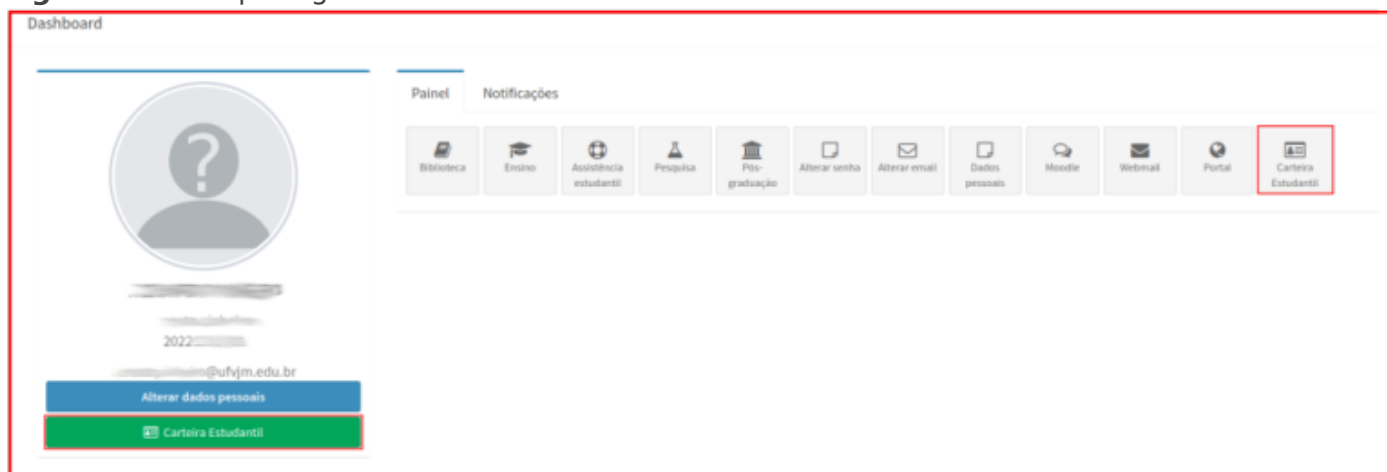 Dashboard
Painel Notificações
Biblioteca Ensino Assistência estudantil Pesquisa Pós-graduação Alterar senha Alterar email Dados pessoais Moodle Webmail Portal Carteira Estudantil
2022
@ufvjm.edu.br
Alterar dados pessoais
Carteira Estudantil